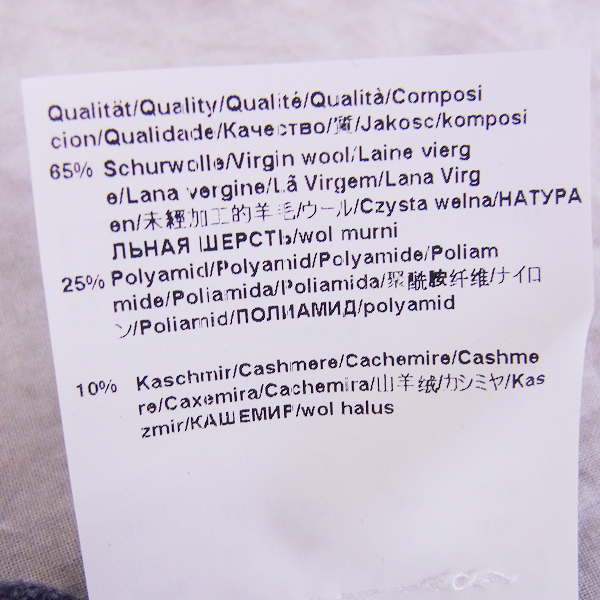 Qualität/Quality/Qualité/Qualità/Composi
cion/Qualidade/Качество/質/Jakosc/komposi
65% Schurwolle/Virgin wool/Laine vierg
e/Lana vergine/Lã Virgem/Lana Virg
en/未經加工的羊毛/ウール/Czysta welna/НАТУРА
ЛЬНАЯ ШЕРСТЬ/wol murni
25% Polyamid/Polyamid/Polyamide/Poliam
mide/Poliamida/Poliamida/聚酰胺纤维/ナイロ
ン/Poliamid/ПОЛИАМИД/polyamid
10% Kaschmir/Cashmere/Cachemire/Cashme
re/Caxemira/Cachemira/山羊绒/カシミヤ/Kas
zmir/КАШЕМИР/wol halus